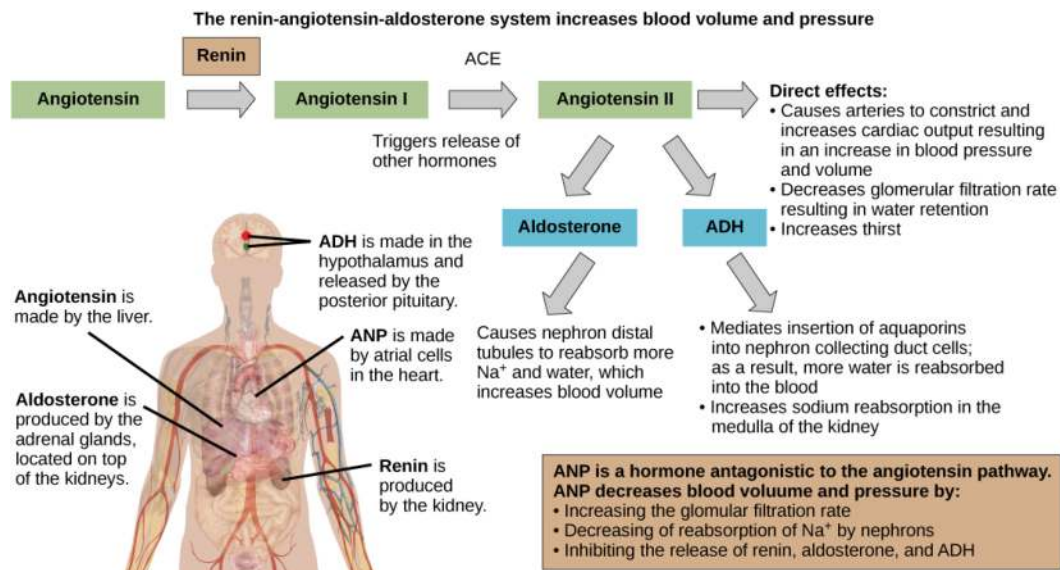 The renin-angiotensin-aldosterone system increases blood volume and pressure
Renin
ACE
Angiotensin
Angiotensin I
Angiotensin II
Triggers release of
other hormones
Direct effects:
• Causes arteries to constrict and
increases cardiac output resulting
in an increase in blood pressure
and volume
• Decreases glomerular filtration rate
resulting in water retention
• Increases thirst
Aldosterone
ADH
Causes nephron distal
tubules to reabsorb more
Na⁺ and water, which
increases blood volume
• Mediates insertion of aquaporins
into nephron collecting duct cells;
as a result, more water is reabsorbed
into the blood
• Increases sodium reabsorption in the
medulla of the kidney
ADH is made in the
hypothalamus and
released by the
posterior pituitary.
Angiotensin is
made by the liver.
ANP is made
by atrial cells
in the heart.
Aldosterone is
produced by the
adrenal glands,
located on top
of the kidneys.
Renin is
produced
by the kidney.
ANP is a hormone antagonistic to the angiotensin pathway.
ANP decreases blood voluume and pressure by:
• Increasing the glomular filtration rate
• Decreasing of reabsorption of Na⁺ by nephrons
• Inhibiting the release of renin, aldosterone, and ADH